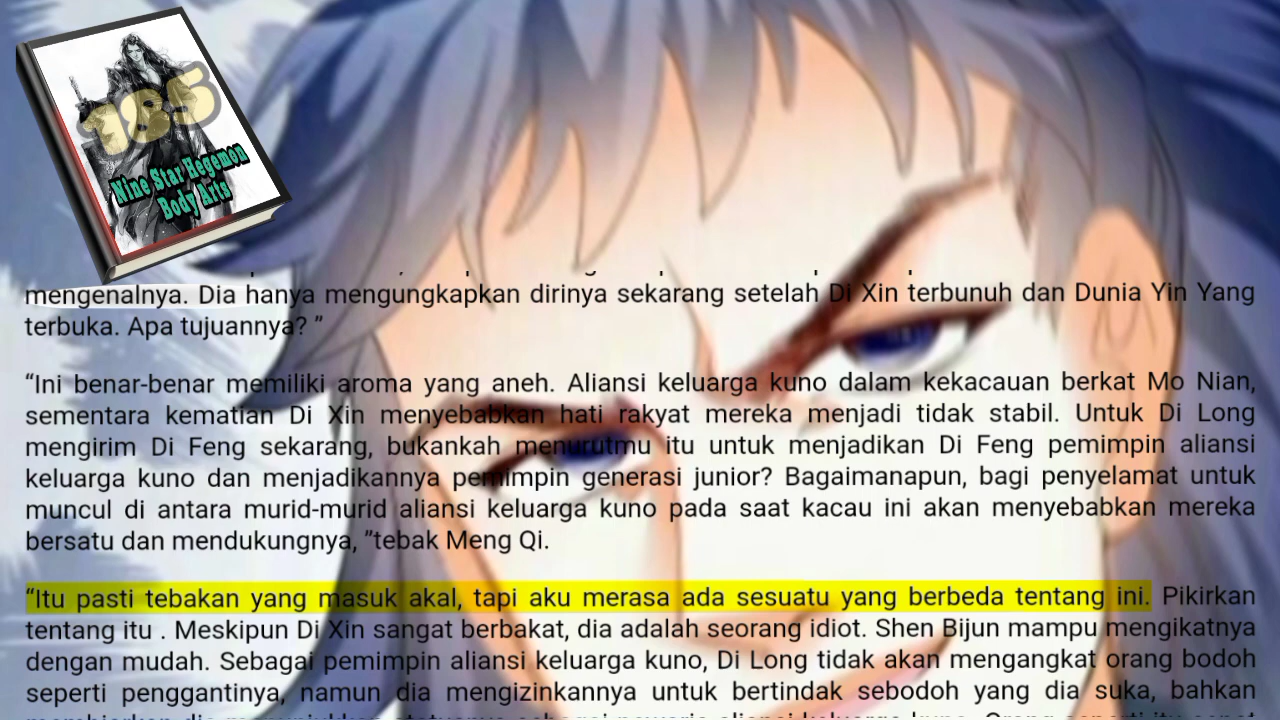 185
Nine Star Hegemon
Body Arts
mengenalnya. Dia hanya mengungkapkan dirinya sekarang setelah Di Xin terbunuh dan Dunia Yin Yang
terbuka. Apa tujuannya? ”
“Ini benar-benar memiliki aroma yang aneh. Aliansi keluarga kuno dalam kekacauan berkat Mo Nian,
sementara kematian Di Xin menyebabkan hati rakyat mereka menjadi tidak stabil. Untuk Di Long
mengirim Di Feng sekarang, bukankah menurutmu itu untuk menjadikan Di Feng pemimpin aliansi
keluarga kuno dan menjadikannya pemimpin generasi junior? Bagaimanapun, bagi penyelamat untuk
muncul di antara murid-murid aliansi keluarga kuno pada saat kacau ini akan menyebabkan mereka
bersatu dan mendukungnya, ”tebak Meng Qi.
“Itu pasti tebakan yang masuk akal, tapi aku merasa ada sesuatu yang berbeda tentang ini. Pikirkan
tentang itu . Meskipun Di Xin sangat berbakat, dia adalah seorang idiot. Shen Bijun mampu mengikatnya
dengan mudah. Sebagai pemimpin aliansi keluarga kuno, Di Long tidak akan mengangkat orang bodoh
seperti penggantinya, namun dia mengizinkannya untuk bertindak sebodoh yang dia suka, bahkan